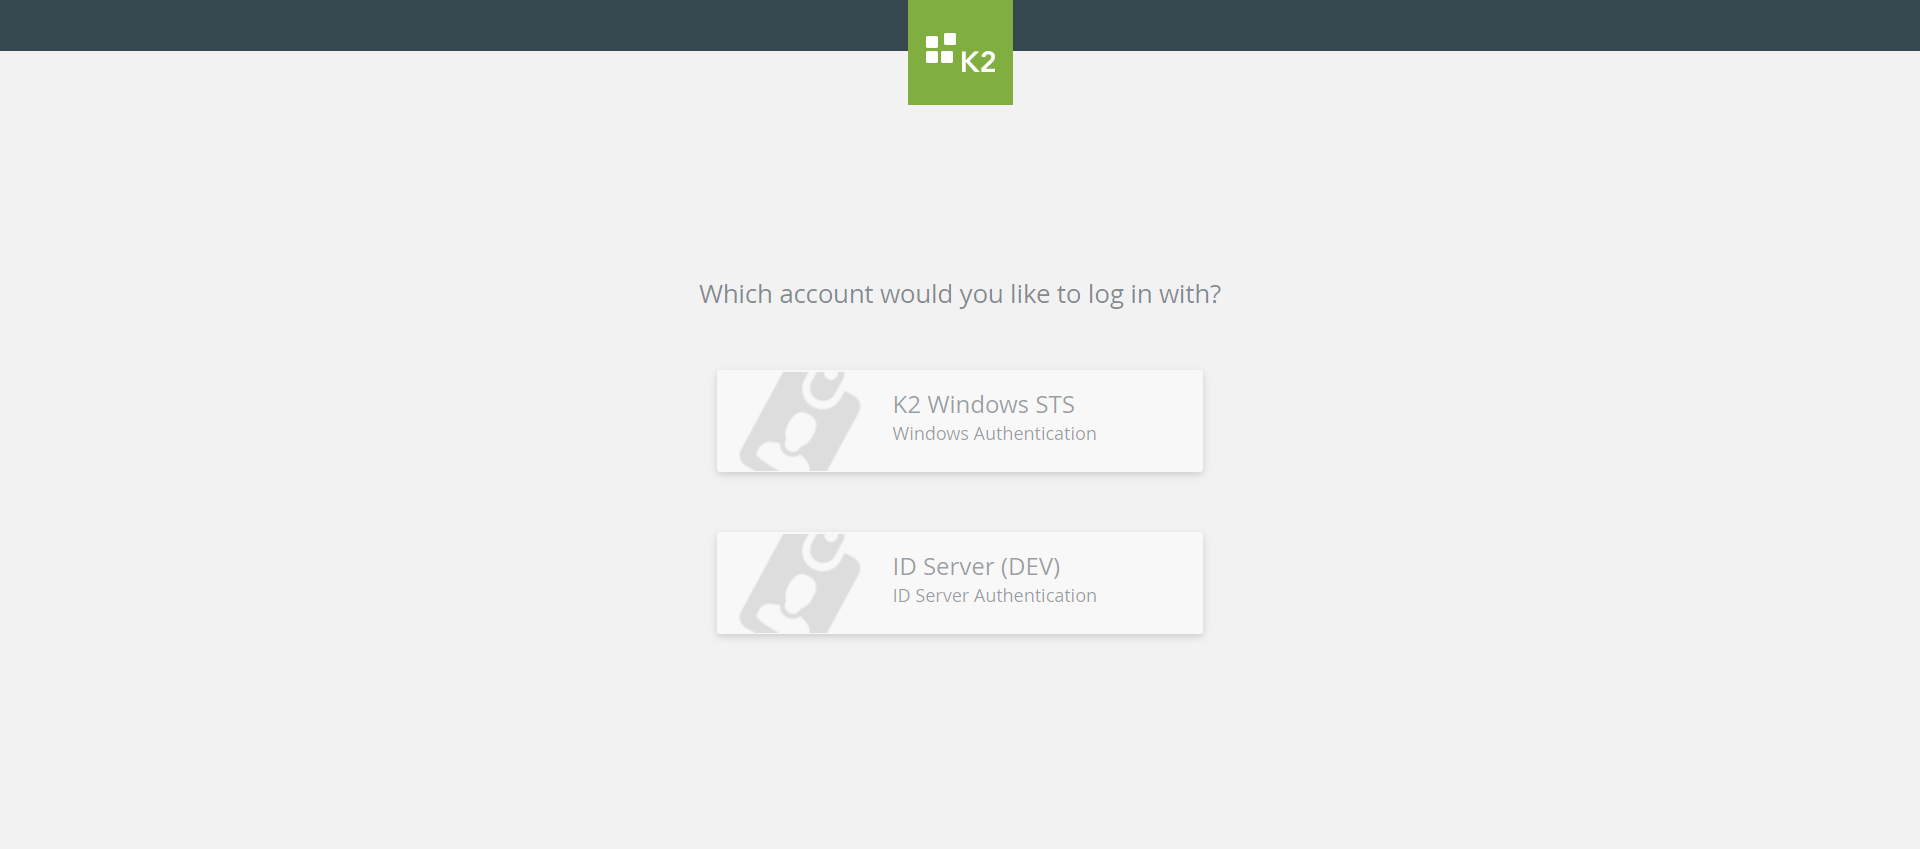 K2
Which account would you like to log in with?
K2 Windows STS
Windows Authentication
ID Server (DEV)
ID Server Authentication